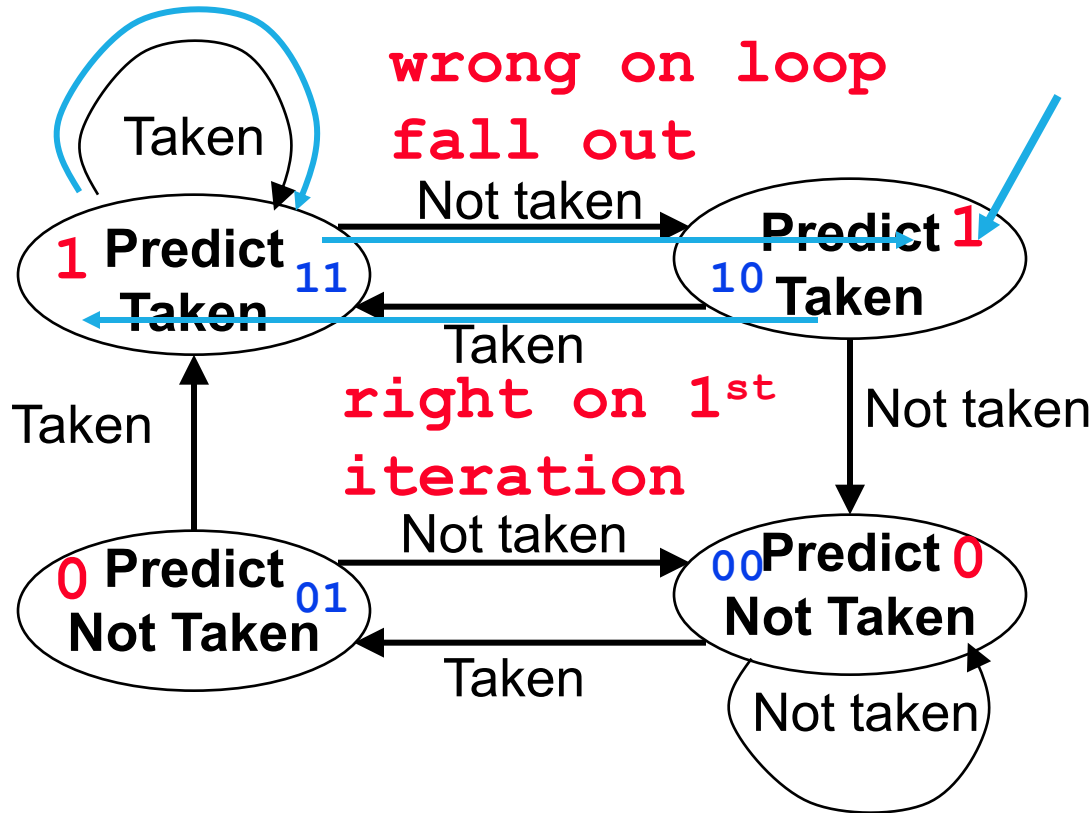 wrong on loop
fall out
Taken
Not taken
1 Predict
Taken
11
Predict 1
10 Taken
Taken
right on 1st
iteration
Taken
Not taken
Not taken
0 Predict
Not Taken
01
00 Predict 0
Not Taken
Taken
Not taken